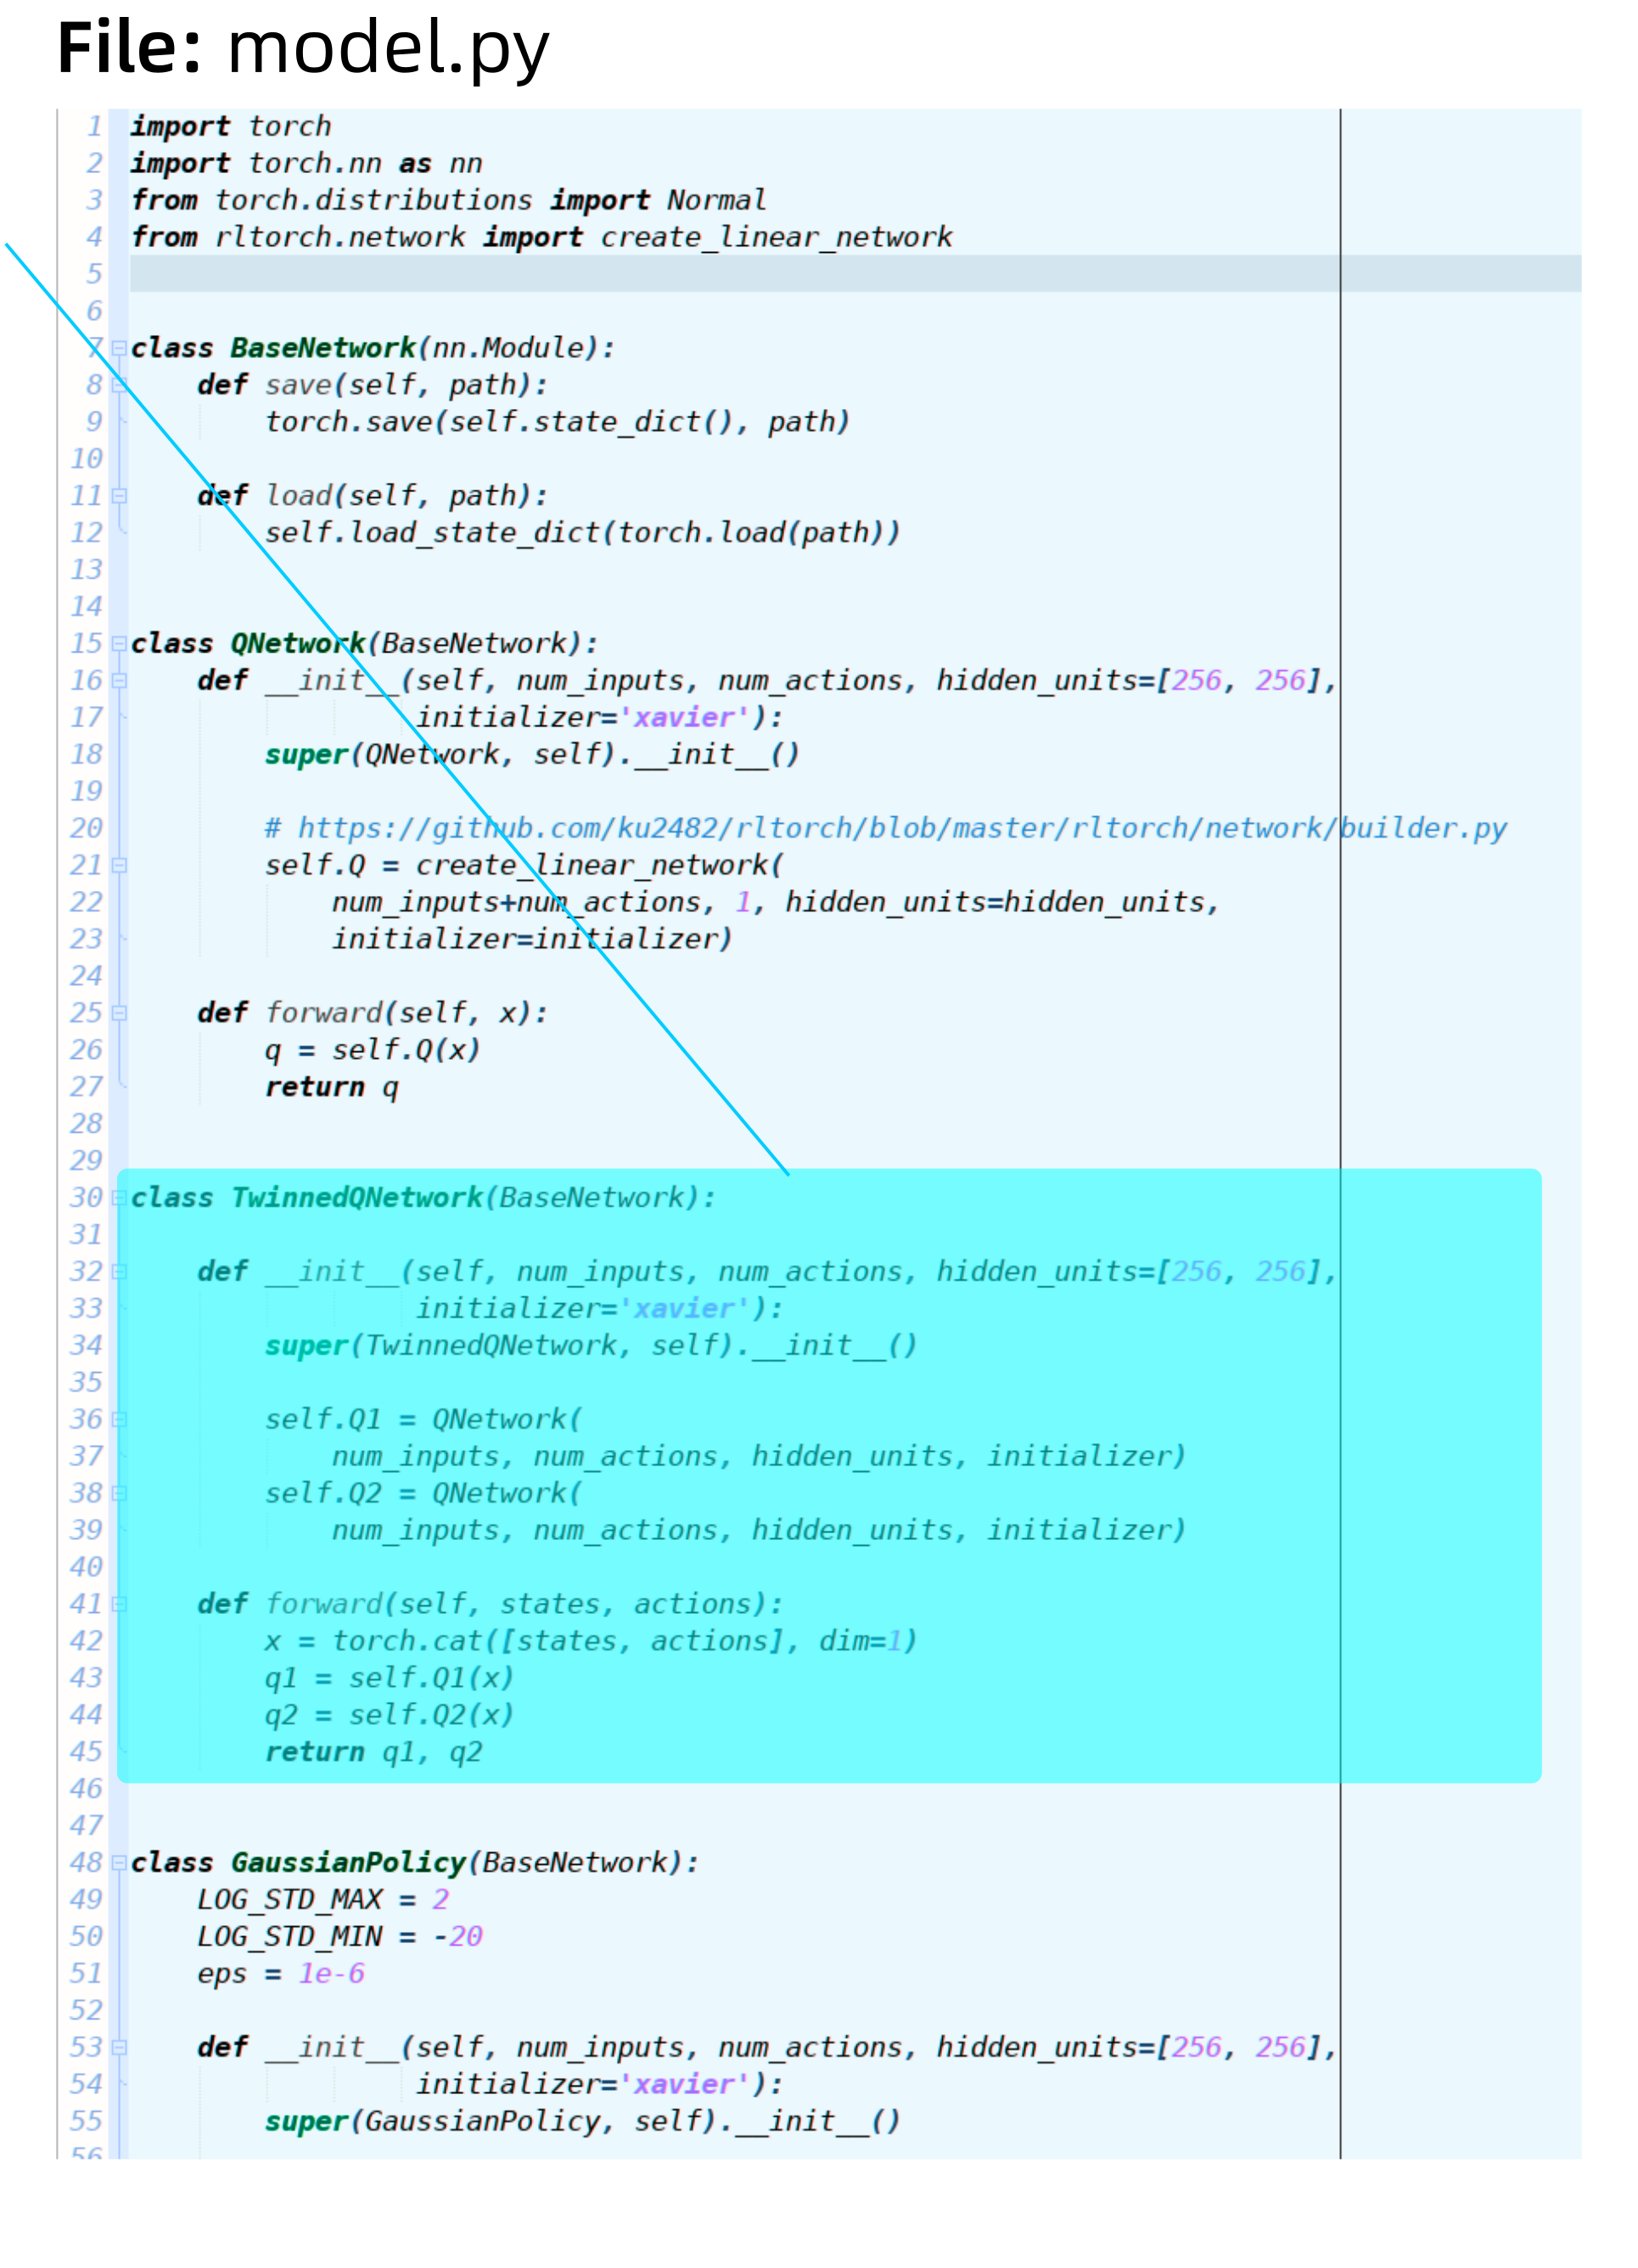 File: model.py
1 import torch
2 import torch.nn as nn
3 from torch.distributions import Normal
4 from rltorch.network import create_linear_network
5
6
7 class BaseNetwork(nn.Module):
8     def save(self, path):
9         torch.save(self.state_dict(), path)
10
11     def load(self, path):
12         self.load_state_dict(torch.load(path))
13
14
15 class QNetwork(BaseNetwork):
16     def __init__(self, num_inputs, num_actions, hidden_units=[256, 256],
17                  initializer='xavier'):
18         super(QNetwork, self).__init__()
19
20         # https://github.com/ku2482/rltorch/blob/master/rltorch/network/builder.py
21         self.Q = create_linear_network(
22             num_inputs+num_actions, 1, hidden_units=hidden_units,
23             initializer=initializer)
24
25     def forward(self, x):
26         q = self.Q(x)
27         return q
28
29
30 class TwinnedQNetwork(BaseNetwork):
31
32     def __init__(self, num_inputs, num_actions, hidden_units=[256, 256],
33                  initializer='xavier'):
34         super(TwinnedQNetwork, self).__init__()
35
36         self.Q1 = QNetwork(
37             num_inputs, num_actions, hidden_units, initializer)
38         self.Q2 = QNetwork(
39             num_inputs, num_actions, hidden_units, initializer)
40
41     def forward(self, states, actions):
42         x = torch.cat([states, actions], dim=1)
43         q1 = self.Q1(x)
44         q2 = self.Q2(x)
45         return q1, q2
46
47
48 class GaussianPolicy(BaseNetwork):
49     LOG_STD_MAX = 2
50     LOG_STD_MIN = -20
51     eps = 1e-6
52
53     def __init__(self, num_inputs, num_actions, hidden_units=[256, 256],
54                  initializer='xavier'):
55         super(GaussianPolicy, self).__init__()
56